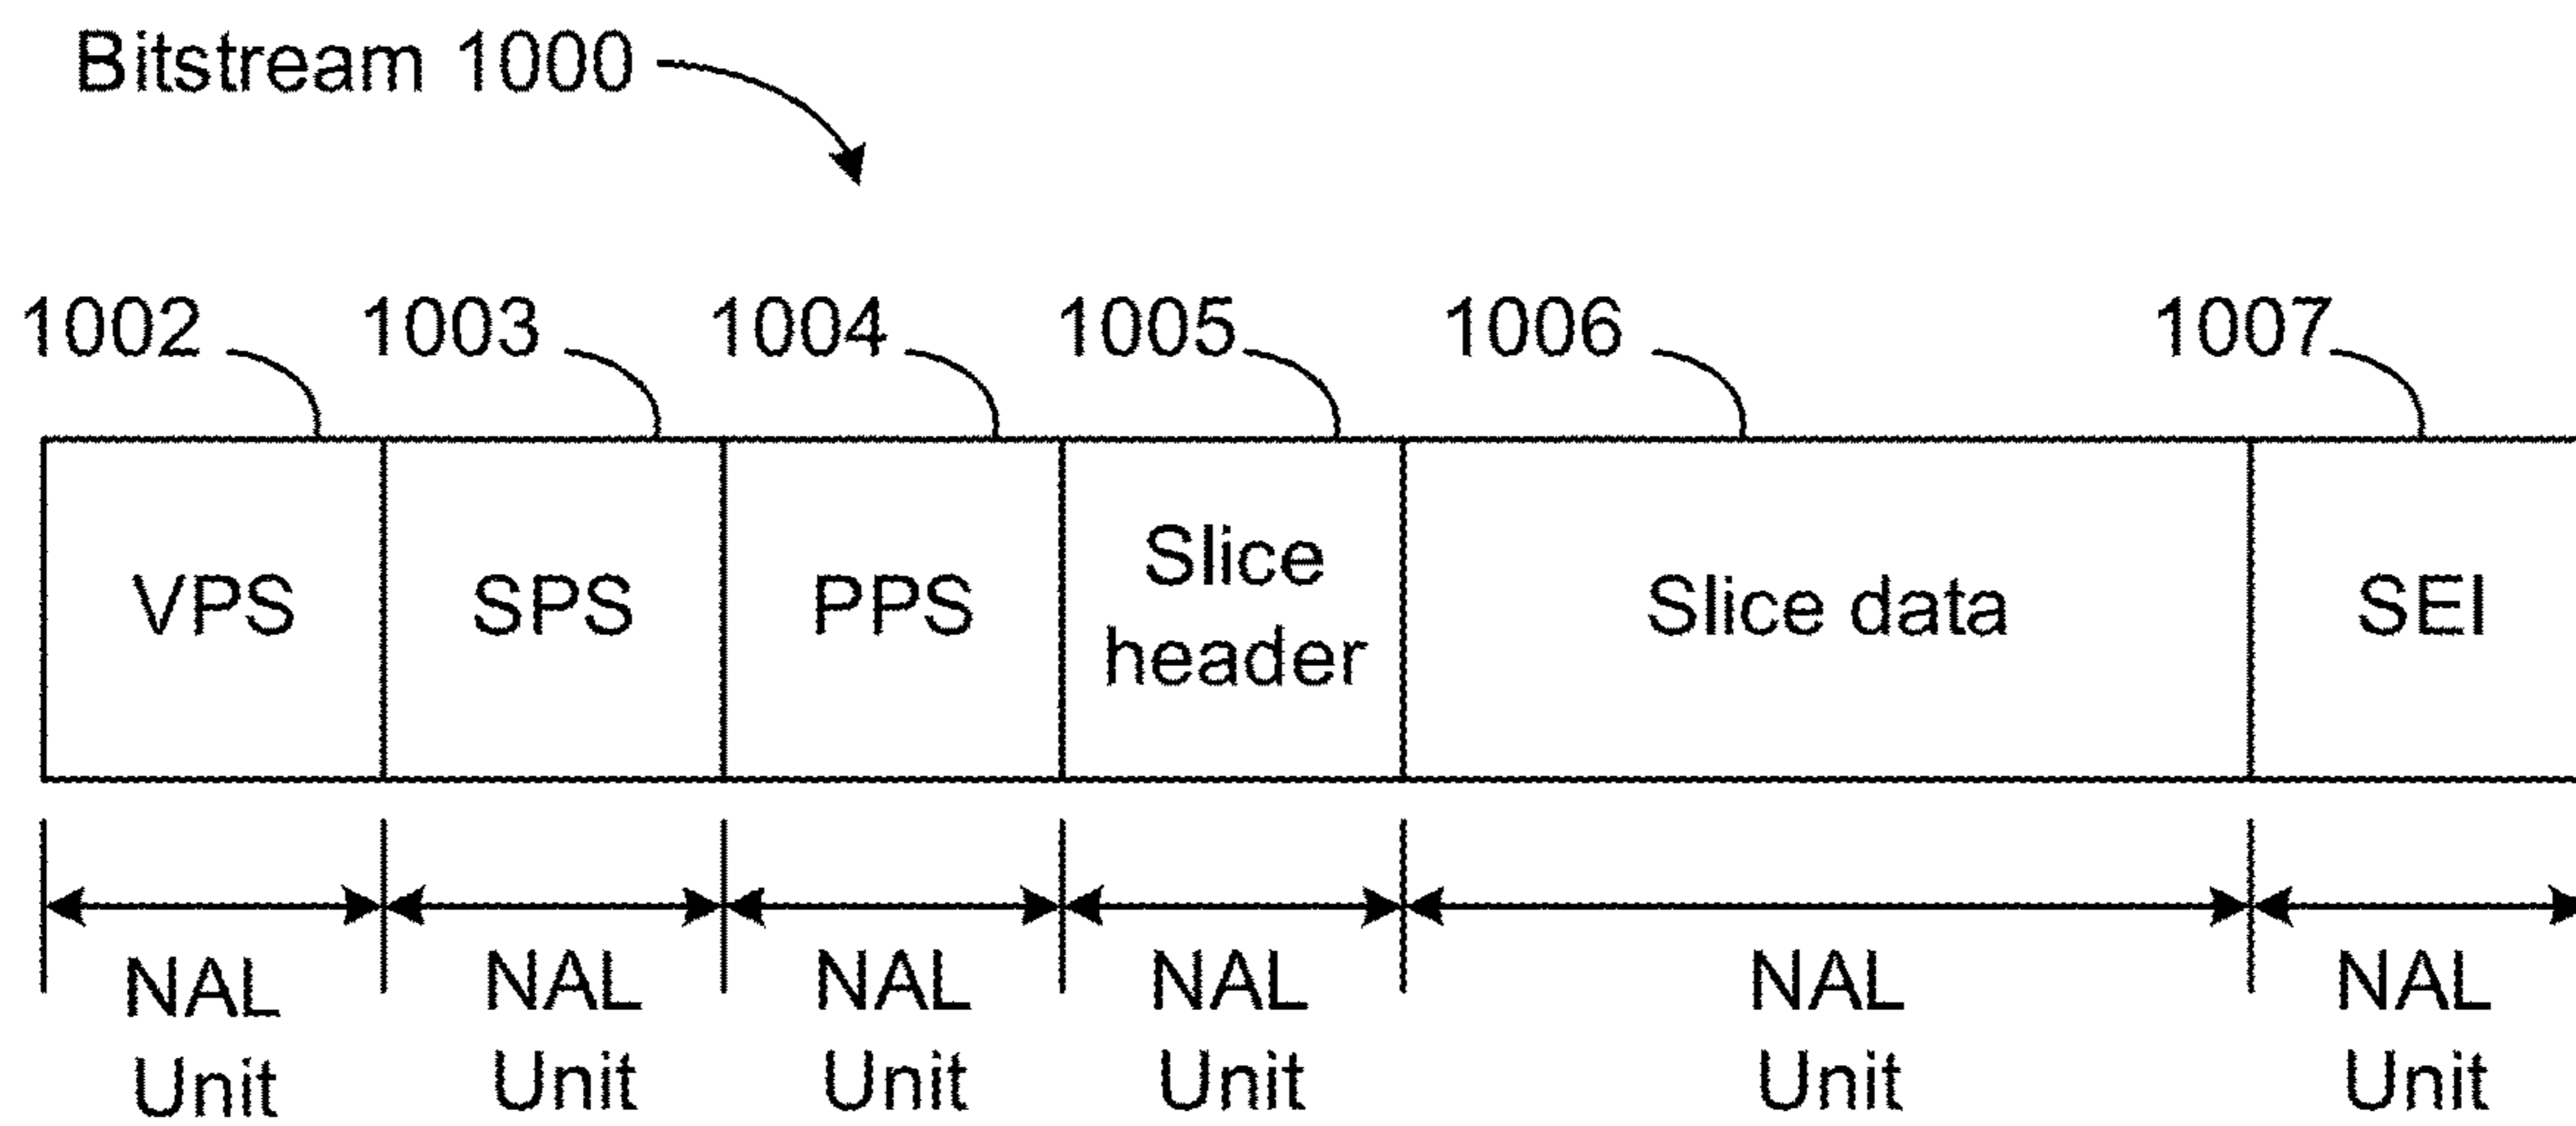 Bitstream 1000
1002 1003 1004 1005 1006 1007
VPS SPS PPS Slice header Slice data SEI
NAL Unit NAL Unit NAL Unit NAL Unit NAL Unit NAL Unit